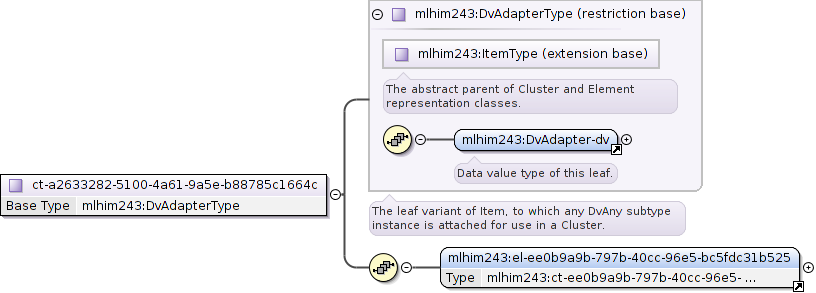 mlhim243:DvAdapterType (restriction base)
mlhim243:ItemType (extension base)
The abstract parent of Cluster and Element
representation classes.
mlhim243:DvAdapter-dv
Data value type of this leaf.
ct-a2633282-5100-4a61-9a5e-b88785c1664c
Base Type mlhim243:DvAdapterType
The leaf variant of Item, to which any DvAny subtype
instance is attached for use in a Cluster.
mlhim243:el-ee0b9a9b-797b-40cc-96e5-bc5fdc31b525
Type mlhim243:ct-ee0b9a9b-797b-40cc-96e5- ...